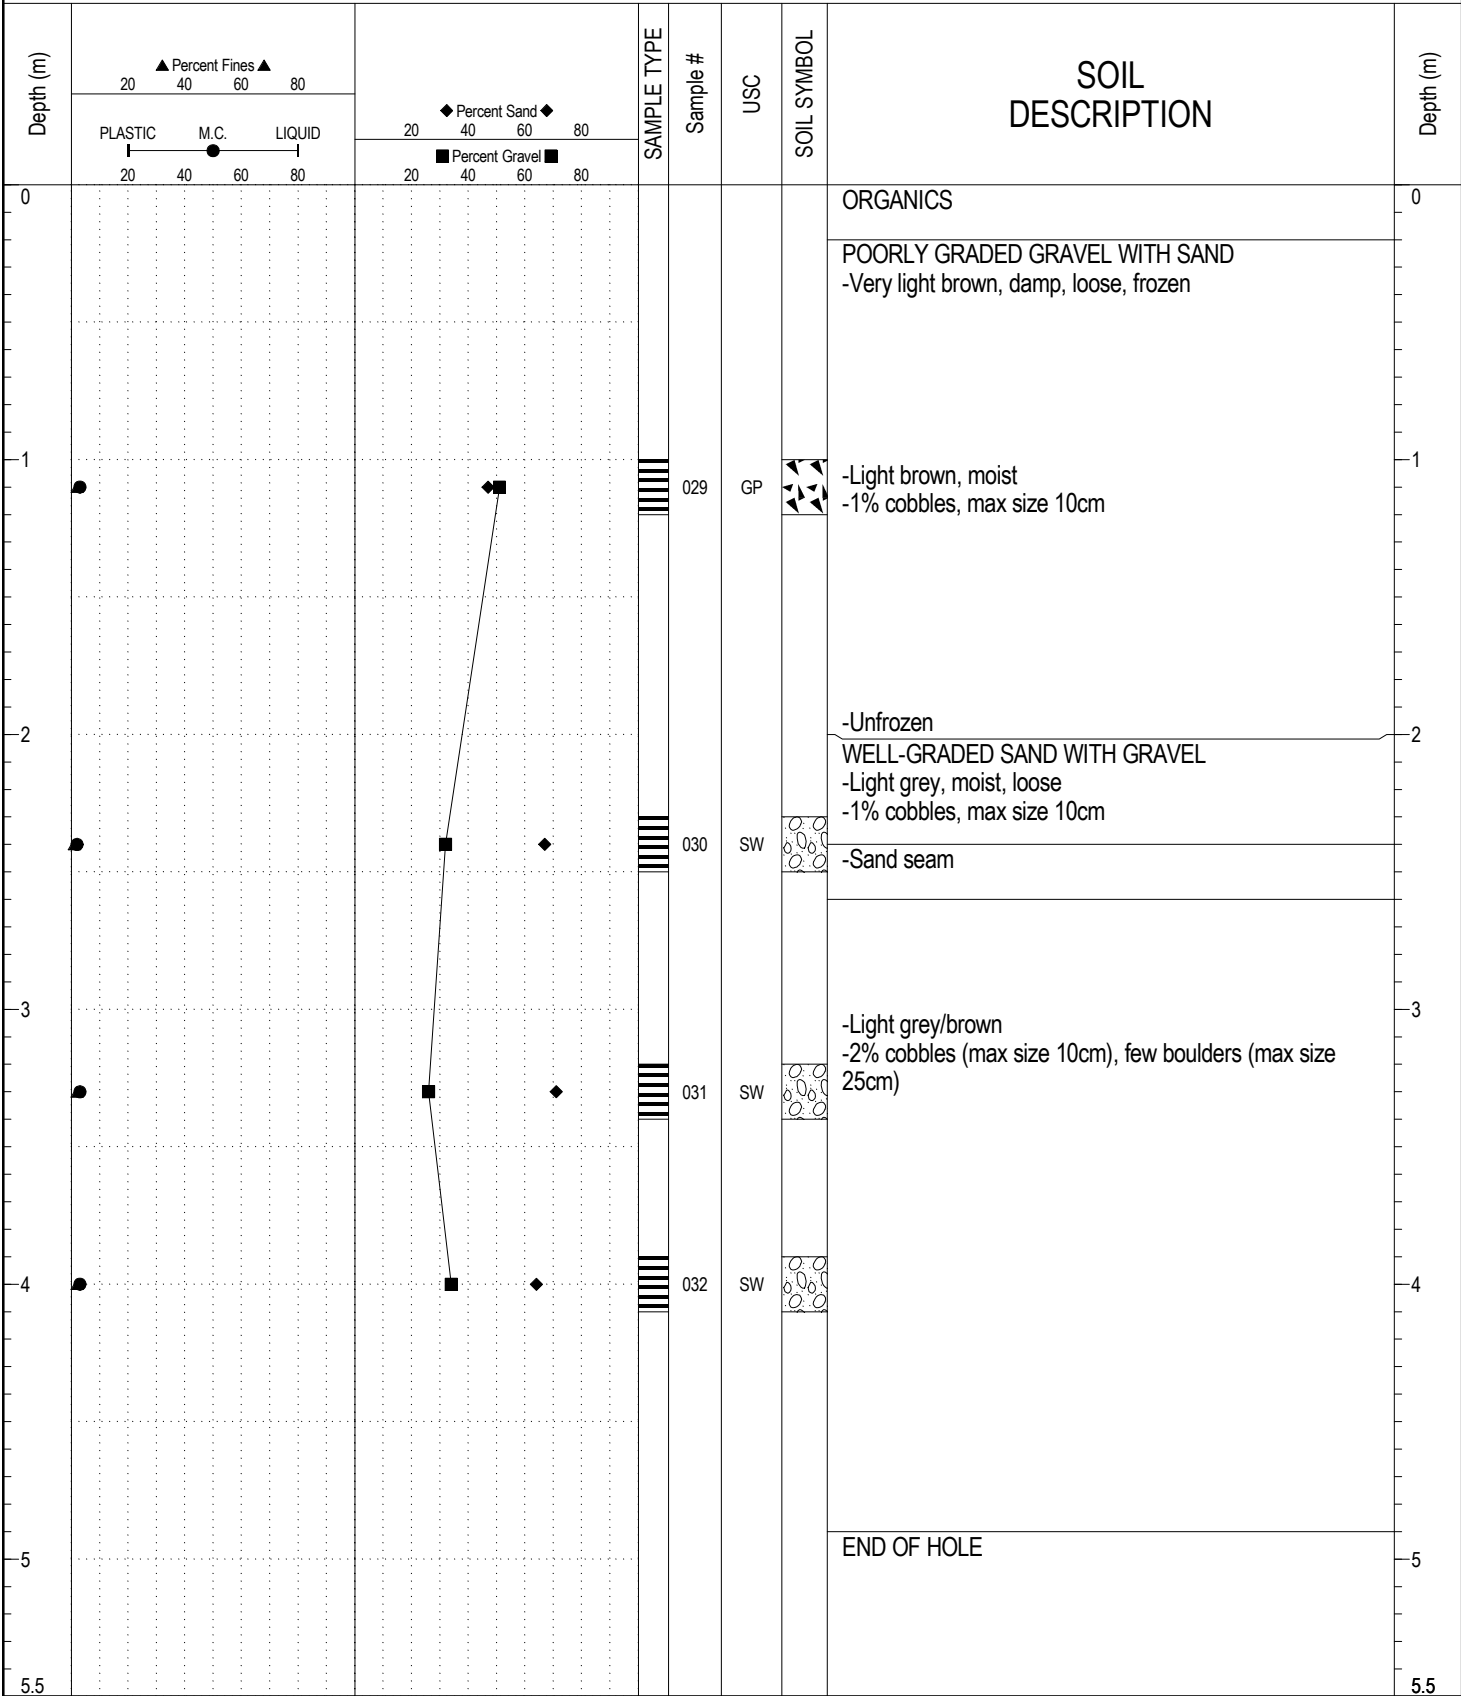 Depth (m)
▲ Percent Fines ▲
20 40 60 80
PLASTIC M.C. LIQUID
20 40 60 80
◆ Percent Sand ◆
20 40 60 80
■ Percent Gravel ■
20 40 60 80
SAMPLE TYPE
Sample #
USC
SOIL SYMBOL
SOIL
DESCRIPTION
Depth (m)
0 0
ORGANICS
POORLY GRADED GRAVEL WITH SAND
-Very light brown, damp, loose, frozen
1 1
-Light brown, moist
029 GP
-1% cobbles, max size 10cm
-Unfrozen
2 2
WELL-GRADED SAND WITH GRAVEL
-Light grey, moist, loose
-1% cobbles, max size 10cm
030 SW
-Sand seam
3 3
-Light grey/brown
-2% cobbles (max size 10cm), few boulders (max size
25cm)
031 SW
4 032 SW 4
END OF HOLE
5 5
5.5 5.5